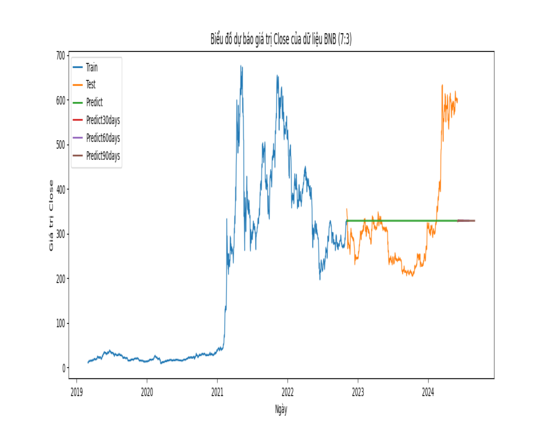 Biểu đồ dự báo giá trị Close của dữ liệu BNB (7:3)
700
600
500
400
300
200
100
0
Giá trị Close
Train
Test
Predict
Predict30days
Predict60days
Predict90days
2019
2020
2021
2022
2023
2024
Ngày